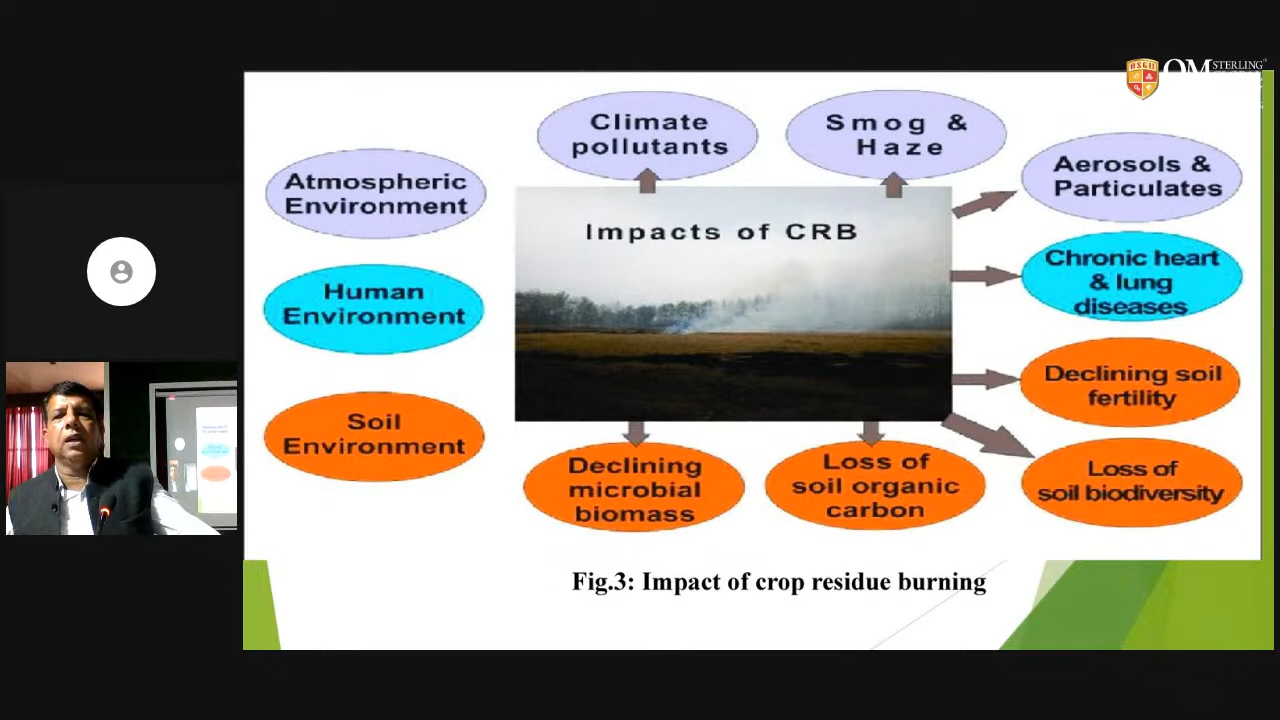 OSGU
OM
STERLING
Climate
pollutants
Smog &
Haze
Atmospheric
Environment
Aerosols &
Particulates
Impacts of CRB
Human
Environment
Chronic heart
& lung
diseases
Soil
Environment
Declining soil
fertility
Declining
microbial
biomass
Loss of
soil organic
carbon
Loss of
soil biodiversity
Fig.3: Impact of crop residue burning